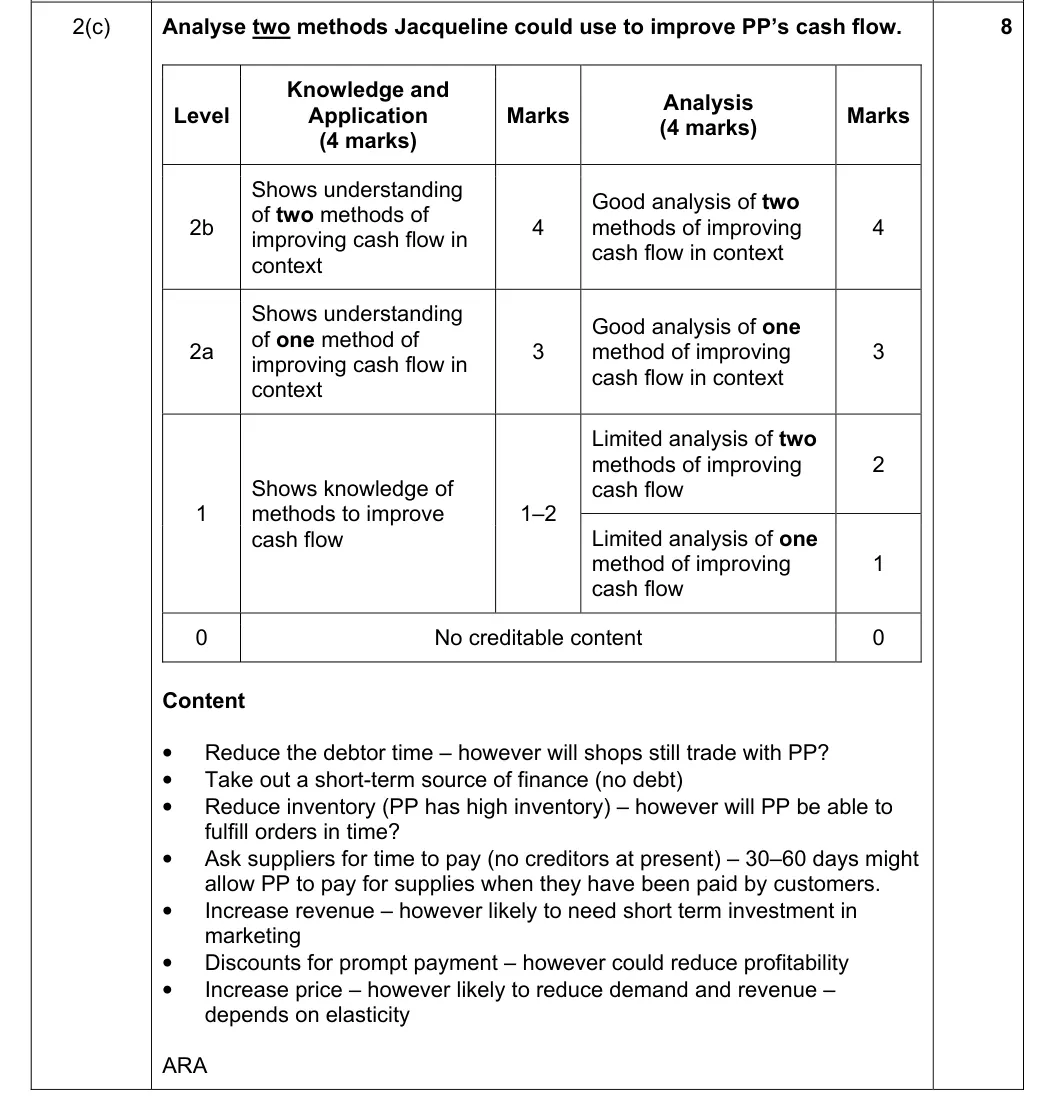 2(c)
Analyse two methods Jacqueline could use to improve PP’s cash flow.
8
Level
Knowledge and
Application
(4 marks)
Marks
Analysis
(4 marks)
Marks
2b
Shows understanding
of two methods of
improving cash flow in
context
4
Good analysis of two
methods of improving
cash flow in context
4
2a
Shows understanding
of one method of
improving cash flow in
context
3
Good analysis of one
method of improving
cash flow in context
3
1
Shows knowledge of
methods to improve
cash flow
1–2
Limited analysis of two
methods of improving
cash flow
2
Limited analysis of one
method of improving
cash flow
1
0
No creditable content
0
Content
• Reduce the debtor time – however will shops still trade with PP?
• Take out a short-term source of finance (no debt)
• Reduce inventory (PP has high inventory) – however will PP be able to
fulfill orders in time?
• Ask suppliers for time to pay (no creditors at present) – 30–60 days might
allow PP to pay for supplies when they have been paid by customers.
• Increase revenue – however likely to need short term investment in
marketing
• Discounts for prompt payment – however could reduce profitability
• Increase price – however likely to reduce demand and revenue –
depends on elasticity
ARA